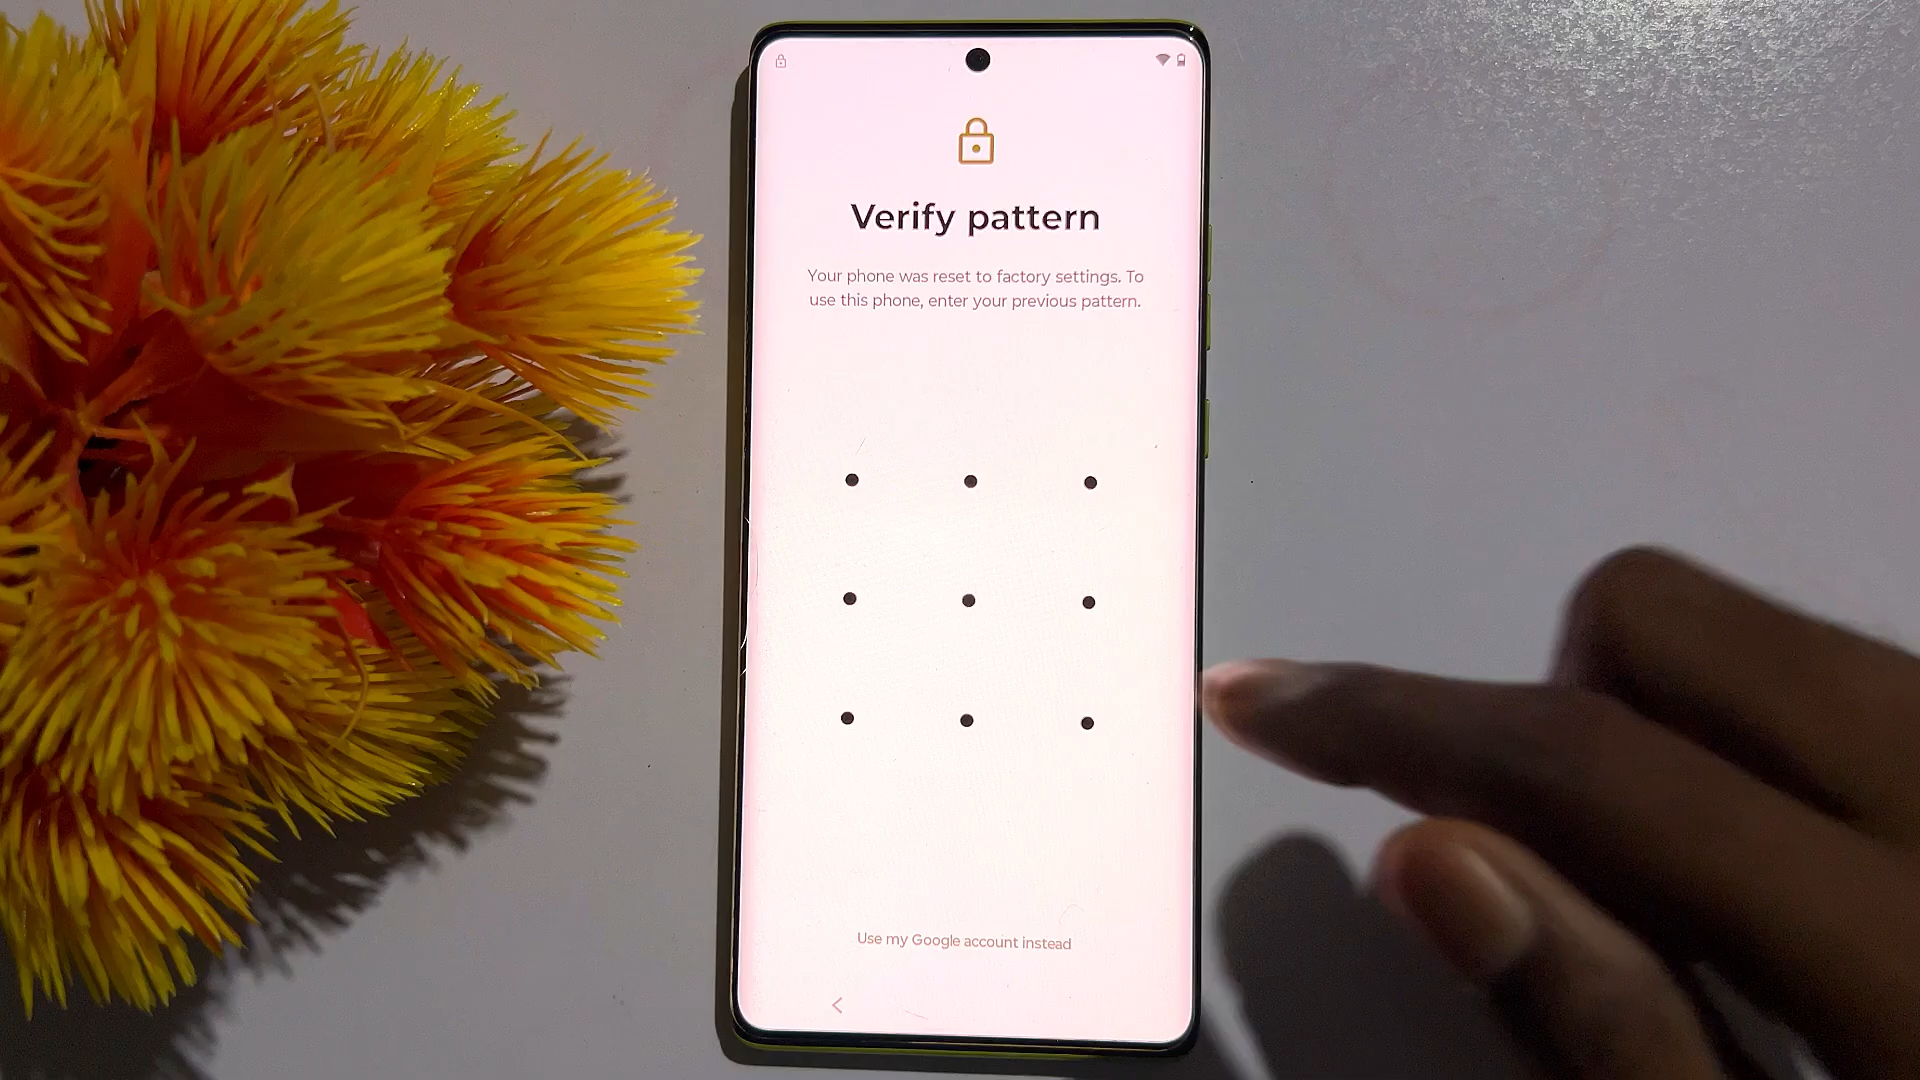 Verify pattern
Your phone was reset to factory settings. To
use this phone, enter your previous pattern.
Use my Google account instead